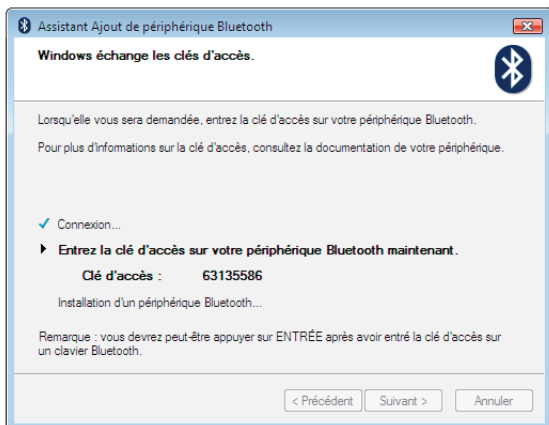 Assistant Ajout de périphérique Bluetooth
Windows échange les clés d'accès.
Lorsqu'elle vous sera demandée, entrez la clé d'accès sur votre périphérique Bluetooth.
Pour plus d'informations sur la clé d'accès, consultez la documentation de votre périphérique.
Connexion...
Entrez la clé d'accès sur votre périphérique Bluetooth maintenant.
Clé d'accès : 63135586
Installation d'un périphérique Bluetooth...
Remarque : vous devrez peut-être appuyer sur ENTRÉE après avoir entré la clé d'accès sur
un clavier Bluetooth.
< Précédent Suivant > Annuler